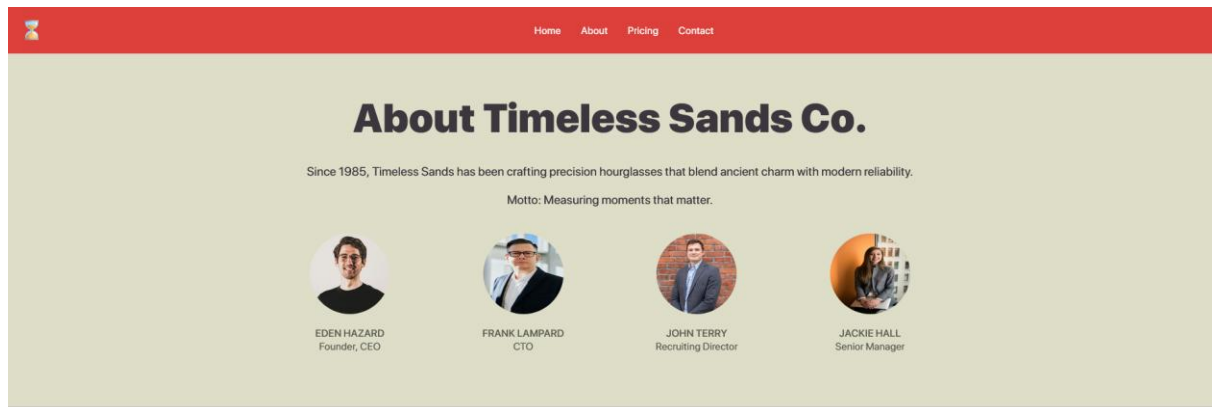 Home About Pricing Contact
About Timeless Sands Co.
Since 1985, Timeless Sands has been crafting precision hourglasses that blend ancient charm with modern reliability.
Motto: Measuring moments that matter.
EDEN HAZARD
Founder, CEO
FRANK LAMPARD
CTO
JOHN TERRY
Recruiting Director
JACKIE HALL
Senior Manager